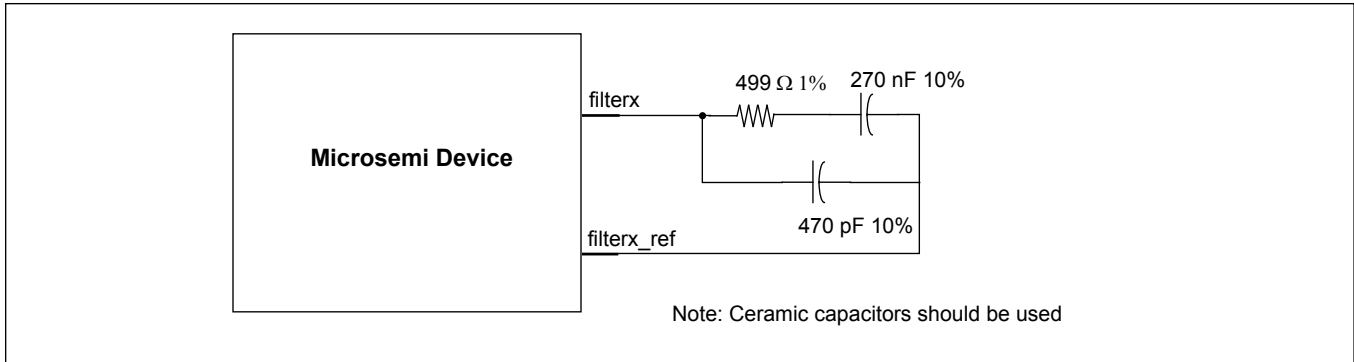 499 Ω 1%
270 nF 10%
filterx
Microsemi Device
470 pF 10%
filterx_ref
Note: Ceramic capacitors should be used